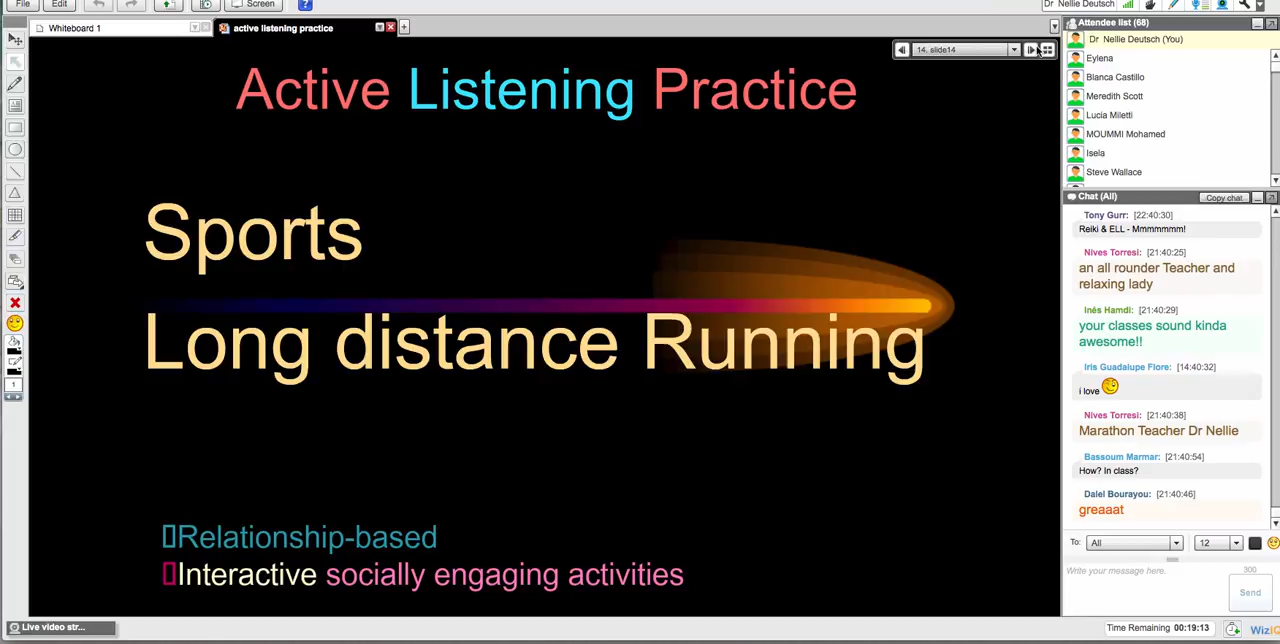 File Edit Screen ? Dr Nellie Deutsch
Whiteboard 1 active listening practice
14. slide14
Active Listening Practice
Sports
Long distance Running
Relationship-based
Interactive socially engaging activities
1
Live video str...
Attendee list (68)
Dr Nellie Deutsch (You)
Eylena
Blanca Castillo
Meredith Scott
Lucia Miletti
MOUMMI Mohamed
Isela
Steve Wallace
Chat (All) Copy chat
Tony Gurr: [22:40:30]
Reiki & ELL - Mmmmmmm!
Nives Torresi: [21:40:25]
an all rounder Teacher and
relaxing lady
Inés Hamdi: [21:40:29]
your classes sound kinda
awesome!!
Iris Guadalupe Flore: [14:40:32]
i love
Nives Torresi: [21:40:38]
Marathon Teacher Dr Nellie
Bassoum Marmar: [21:40:54]
How? In class?
Dalel Bourayou: [21:40:46]
greaaat
To: All 12
Write your message here.
300
Send
Time Remaining 00:19:13
WizIQ